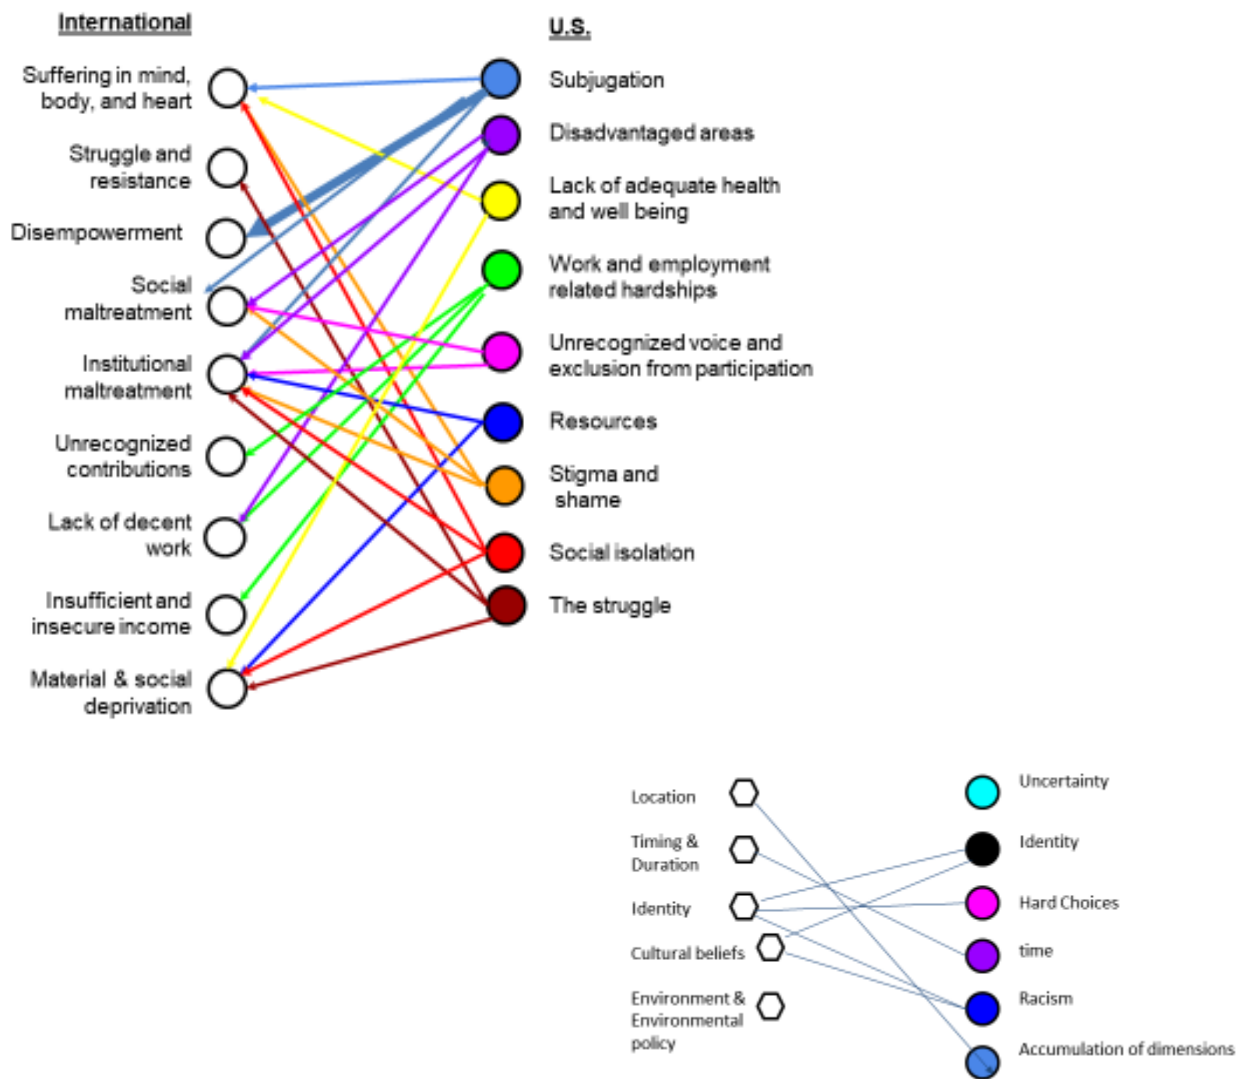 International
Suffering in mind,
body, and heart
Struggle and
resistance
Disempowerment
Social
maltreatment
Institutional
maltreatment
Unrecognized
contributions
Lack of decent
work
Insufficient and
insecure income
Material & social
deprivation
U.S.
Subjugation
Disadvantaged areas
Lack of adequate health
and well being
Work and employment
related hardships
Unrecognized voice and
exclusion from participation
Resources
Stigma and
shame
Social isolation
The struggle
Location
Timing &
Duration
Identity
Cultural beliefs
Environment &
Environmental
policy
Uncertainty
Identity
Hard Choices
time
Racism
Accumulation of dimensions